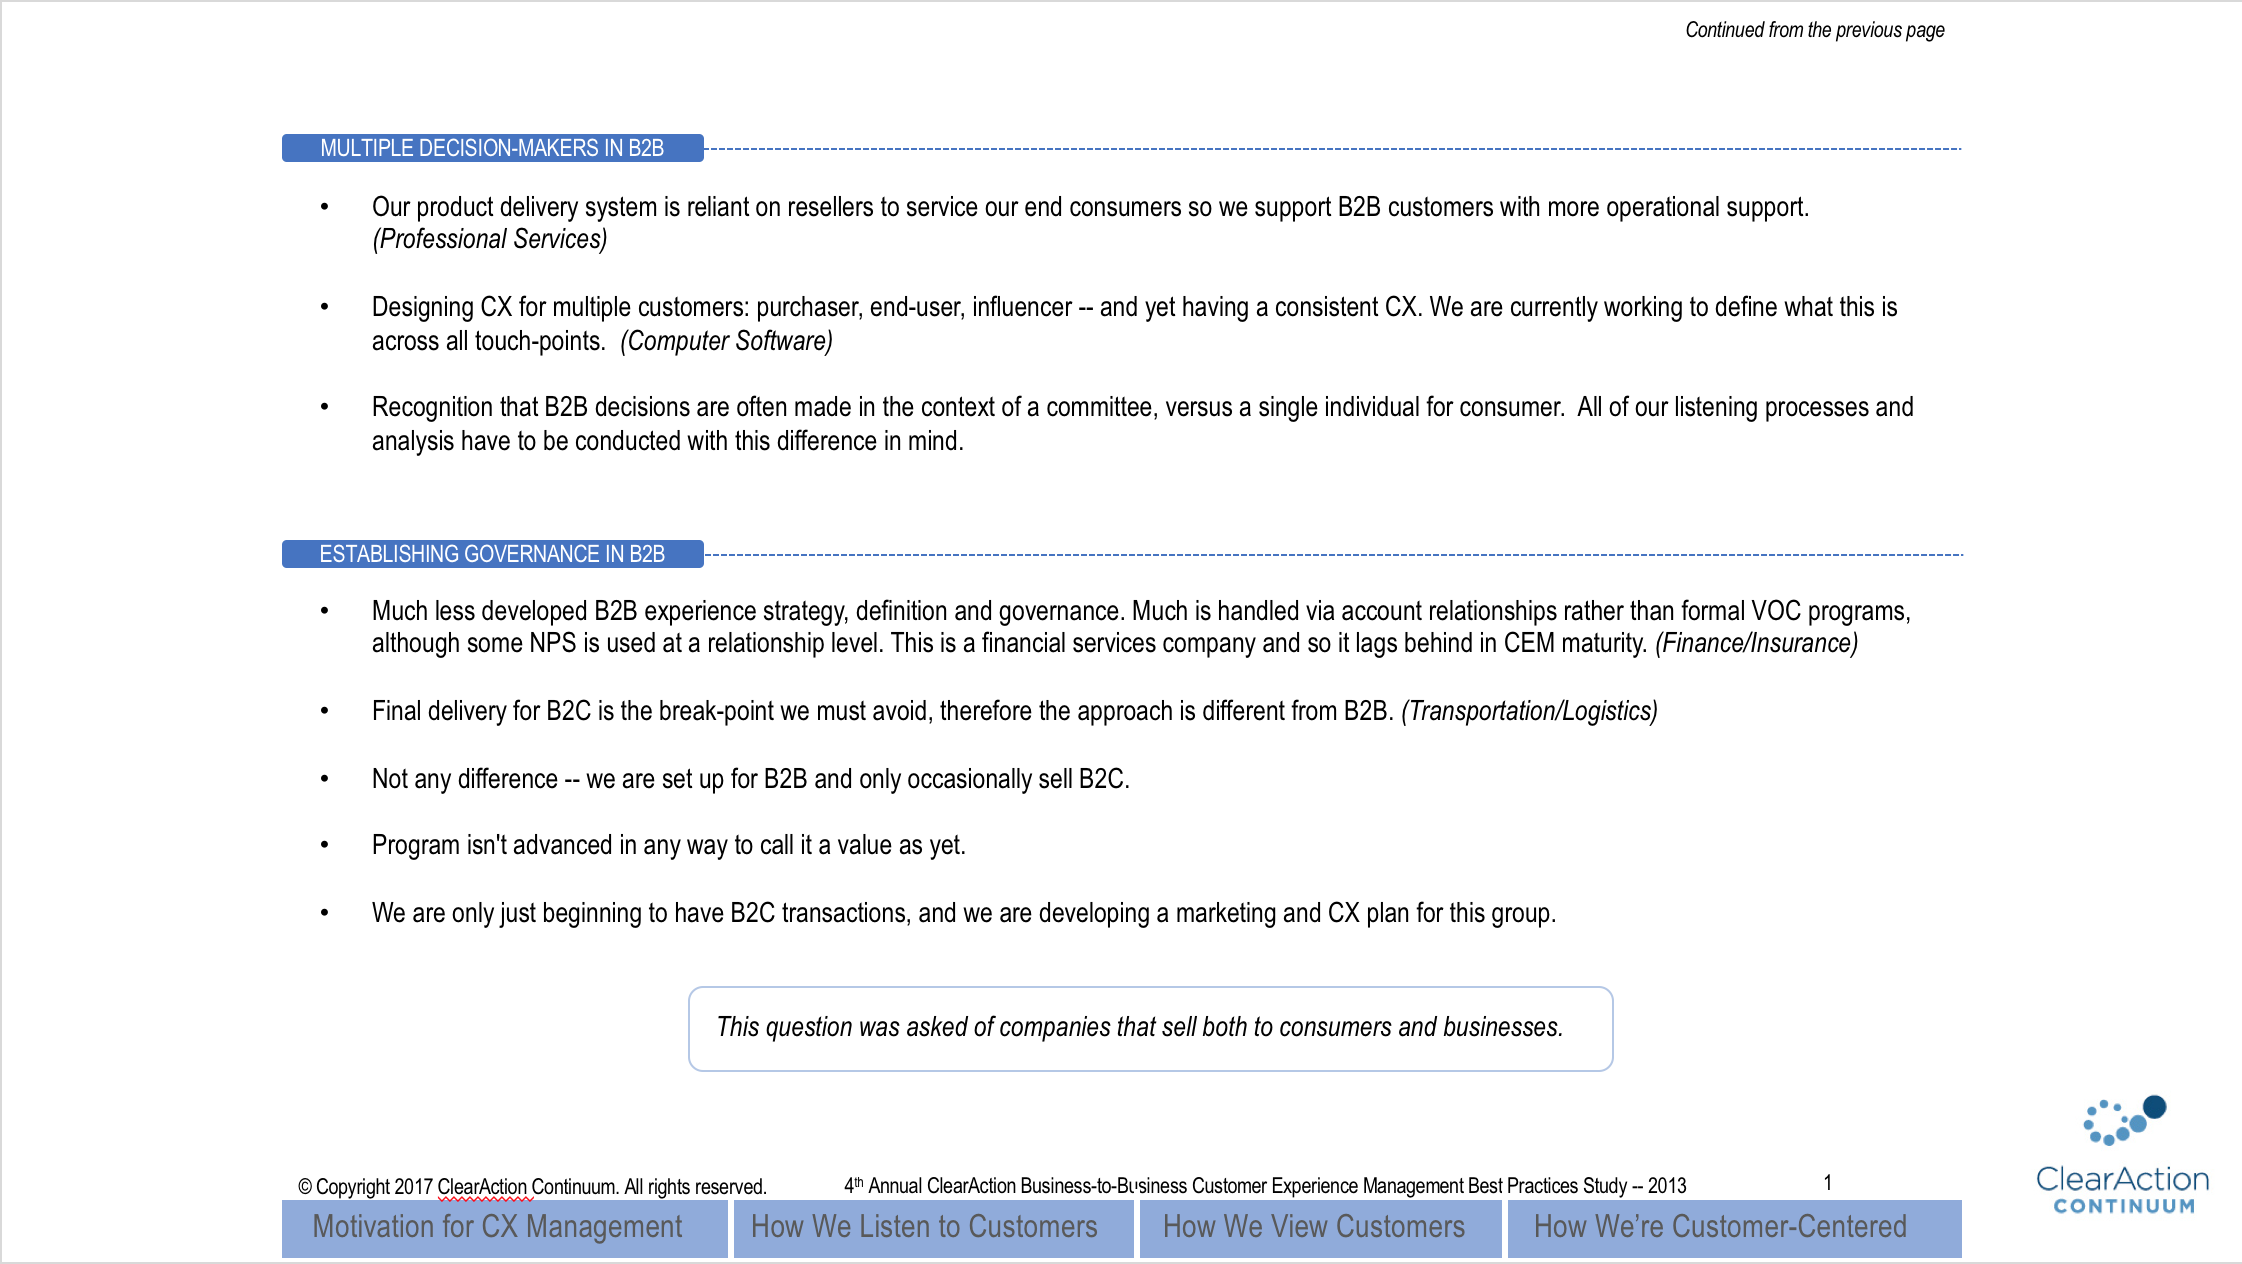 Continued from the previous page
MULTIPLE DECISION-MAKERS IN B2B
• Our product delivery system is reliant on resellers to service our end consumers so we support B2B customers with more operational support.
(Professional Services)
• Designing CX for multiple customers: purchaser, end-user, influencer -- and yet having a consistent CX. We are currently working to define what this is
across all touch-points.  (Computer Software)
• Recognition that B2B decisions are often made in the context of a committee, versus a single individual for consumer.  All of our listening processes and
analysis have to be conducted with this difference in mind.
ESTABLISHING GOVERNANCE IN B2B
• Much less developed B2B experience strategy, definition and governance. Much is handled via account relationships rather than formal VOC programs,
although some NPS is used at a relationship level. This is a financial services company and so it lags behind in CEM maturity. (Finance/Insurance)
• Final delivery for B2C is the break-point we must avoid, therefore the approach is different from B2B. (Transportation/Logistics)
• Not any difference -- we are set up for B2B and only occasionally sell B2C.
• Program isn't advanced in any way to call it a value as yet.
• We are only just beginning to have B2C transactions, and we are developing a marketing and CX plan for this group.
This question was asked of companies that sell both to consumers and businesses.
© Copyright 2017 ClearAction Continuum. All rights reserved.
4th Annual ClearAction Business-to-Business Customer Experience Management Best Practices Study -- 2013
1
Motivation for CX Management
How We Listen to Customers
How We View Customers
How We’re Customer-Centered
ClearAction
CONTINUUM